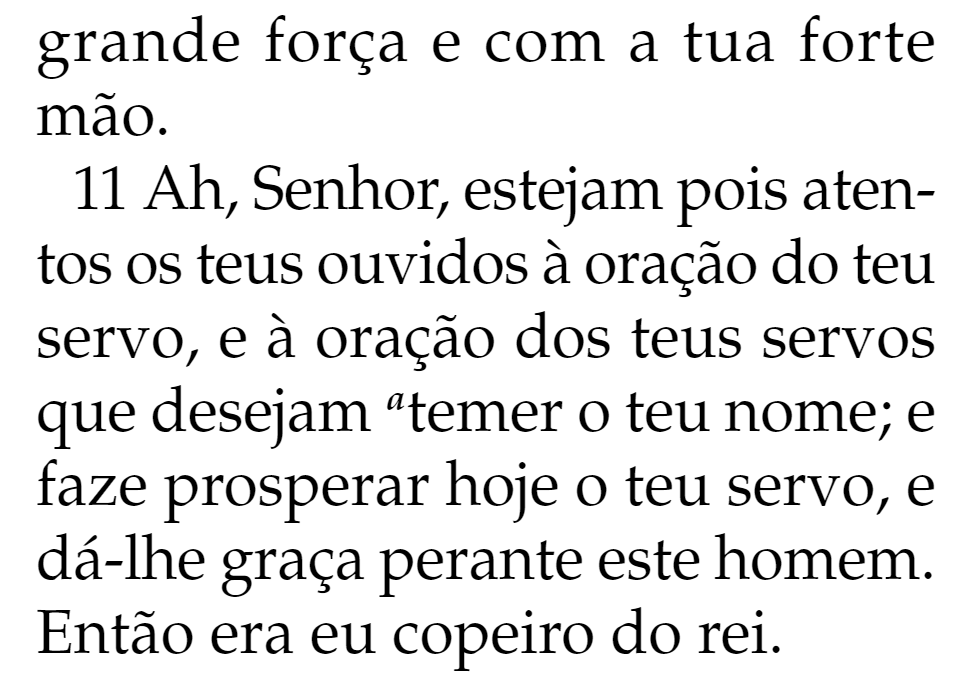 grande força e com a tua forte
mão.
11 Ah, Senhor, estejam pois aten-
tos os teus ouvidos à oração do teu
servo, e à oração dos teus servos
que desejam ᵃtemer o teu nome; e
faze prosperar hoje o teu servo, e
dá-lhe graça perante este homem.
Então era eu copeiro do rei.